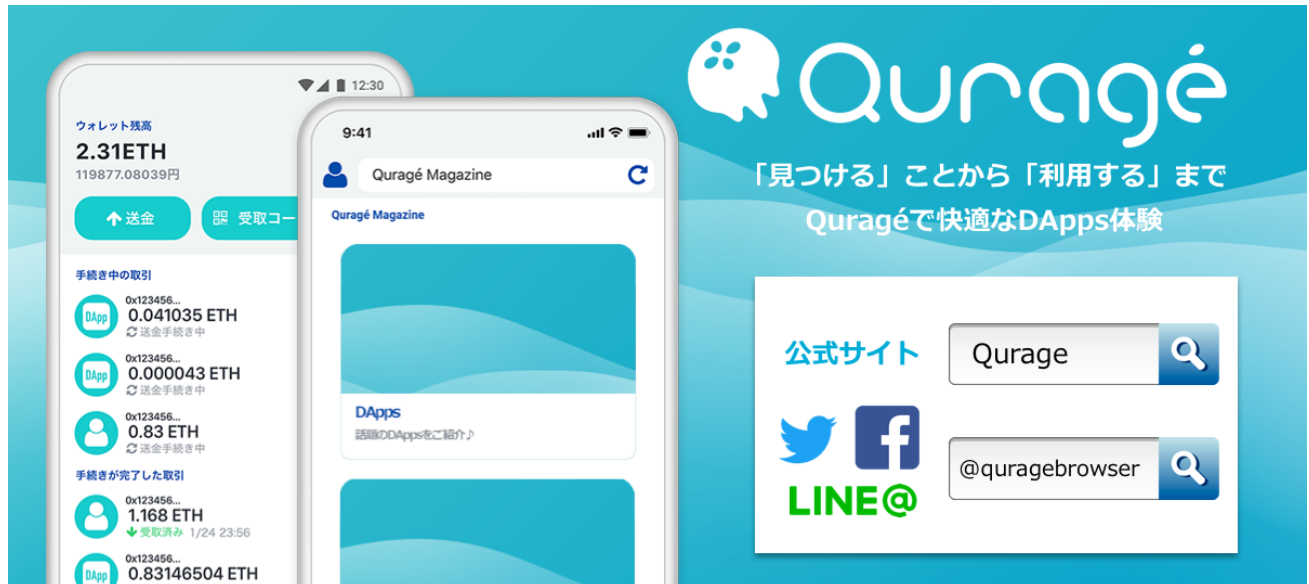 12:30
ウォレット残高
2.31ETH
119877.08039円
送金
受取コー
手続き中の取引
DApp
0x123456...
0.041035 ETH
送金手続き中
DApp
0x123456...
0.000043 ETH
送金手続き中
0x123456...
0.83 ETH
送金手続き中
手続きが完了した取引
0x123456...
1.168 ETH
受取済み 1/24 23:56
DApp
0x123456...
0.83146504 ETH
9:41
Quragé Magazine
Quragé Magazine
DApps
話題のDAppsをご紹介♪
Quragé
「見つける」ことから「利用する」まで
Quragéで快適なDApps体験
公式サイト
Qurage
f
@quragebrowser
LINE@